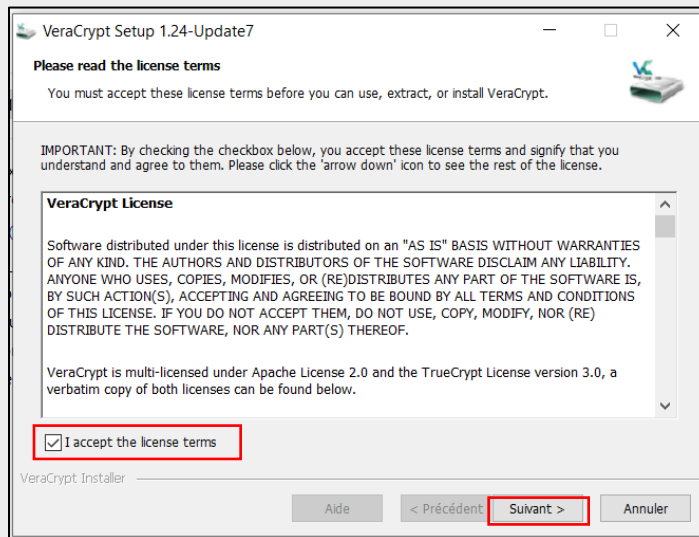 VeraCrypt Setup 1.24-Update7
Please read the license terms
You must accept these license terms before you can use, extract, or install VeraCrypt.
IMPORTANT: By checking the checkbox below, you accept these license terms and signify that you
understand and agree to them. Please click the 'arrow down' icon to see the rest of the license.
VeraCrypt License
Software distributed under this license is distributed on an "AS IS" BASIS WITHOUT WARRANTIES
OF ANY KIND. THE AUTHORS AND DISTRIBUTORS OF THE SOFTWARE DISCLAIM ANY LIABILITY.
ANYONE WHO USES, COPIES, MODIFIES, OR (RE)DISTRIBUTES ANY PART OF THE SOFTWARE IS,
BY SUCH ACTION(S), ACCEPTING AND AGREEING TO BE BOUND BY ALL TERMS AND CONDITIONS
OF THIS LICENSE. IF YOU DO NOT ACCEPT THEM, DO NOT USE, COPY, MODIFY, NOR (RE)
DISTRIBUTE THE SOFTWARE, NOR ANY PART(S) THEREOF.
VeraCrypt is multi-licensed under Apache License 2.0 and the TrueCrypt License version 3.0, a
verbatim copy of both licenses can be found below.
I accept the license terms
VeraCrypt Installer
Aide
< Précédent
Suivant >
Annuler